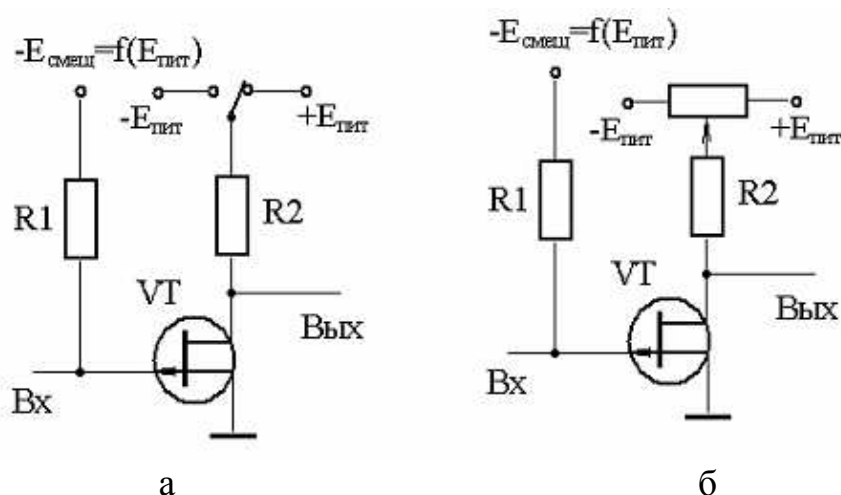 -Eсмещ=f(Eпит)
-Eпит
+Eпит
R1
R2
VT
Вых
Вх
а
-Eсмещ=f(Eпит)
-Eпит
+Eпит
R1
R2
VT
Вых
Вх
б